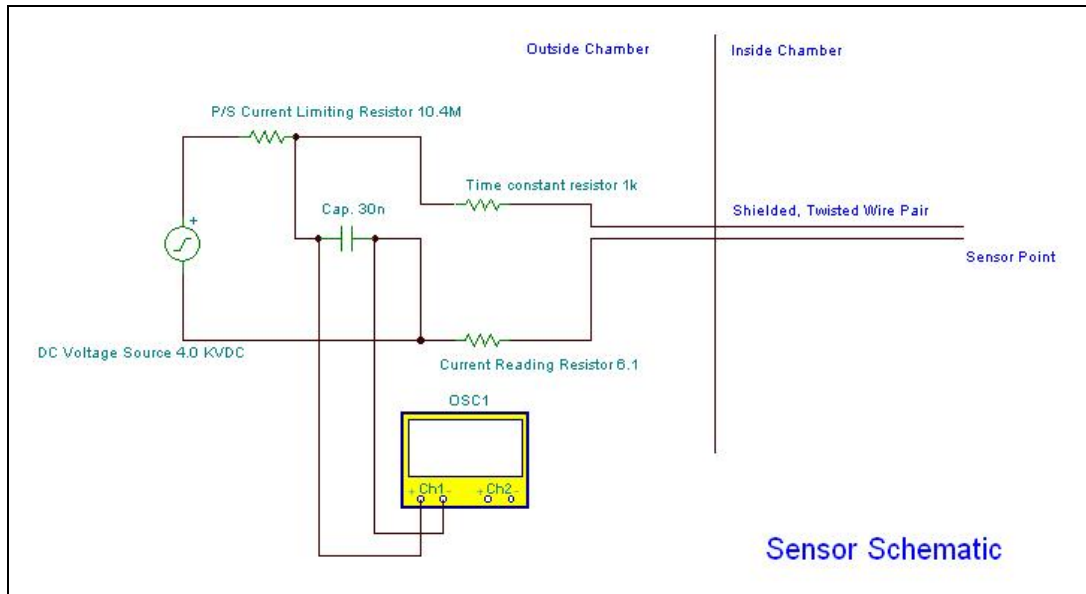 Outside Chamber
Inside Chamber
P/S Current Limiting Resistor 10.4M
Time constant resistor 1k
Cap. 30n
Shielded, Twisted Wire Pair
+
Sensor Point
DC Voltage Source 4.0 KVDC
Current Reading Resistor 6.1
OSC1
+Ch1- +Ch2-
Sensor Schematic